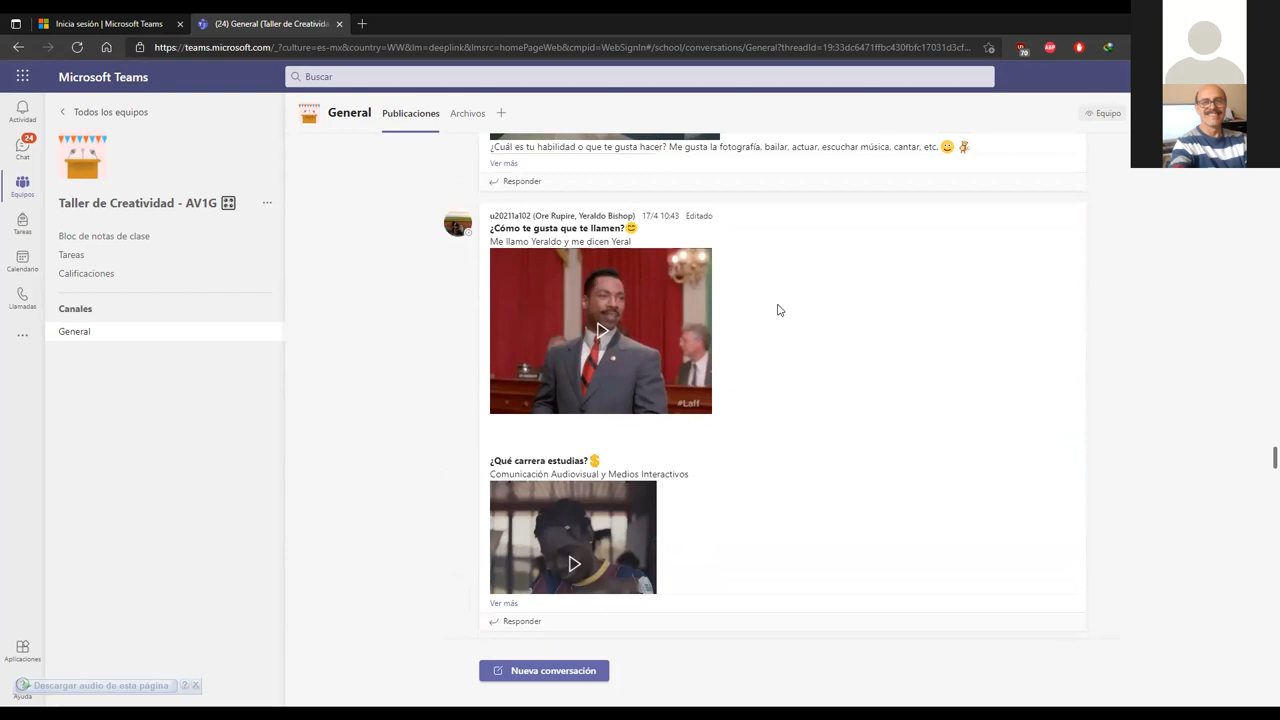 Inicia sesión | Microsoft Teams
(24) General (Taller de Creativida
https://teams.microsoft.com/_?culture=es-mx&country=WW&lm=deeplink&lmsrc=homePageWeb&cmpid=WebSignIn#/school/conversations/General?threadId=19:33dc6471ffbc430fbfc17031d3cf...
70
ABP
Microsoft Teams
Buscar
Actividad
24
Chat
Equipos
Tareas
Calendario
Llamadas
Aplicaciones
Ayuda
Todos los equipos
Taller de Creatividad - AV1G
Bloc de notas de clase
Tareas
Calificaciones
Canales
General
Descargar audio de esta página
?
General
Publicaciones
Archivos
Equipo
¿Cuál es tu habilidad o que te gusta hacer? Me gusta la fotografía, bailar, actuar, escuchar música, cantar, etc.
Ver más
Responder
u20211a102 (Ore Rupire, Yeraldo Bishop) 17/4 10:43 Editado
¿Cómo te gusta que te llamen?
Me llamo Yeraldo y me dicen Yeral
#Laff
¿Qué carrera estudias?
Comunicación Audiovisual y Medios Interactivos
Ver más
Responder
Nueva conversación